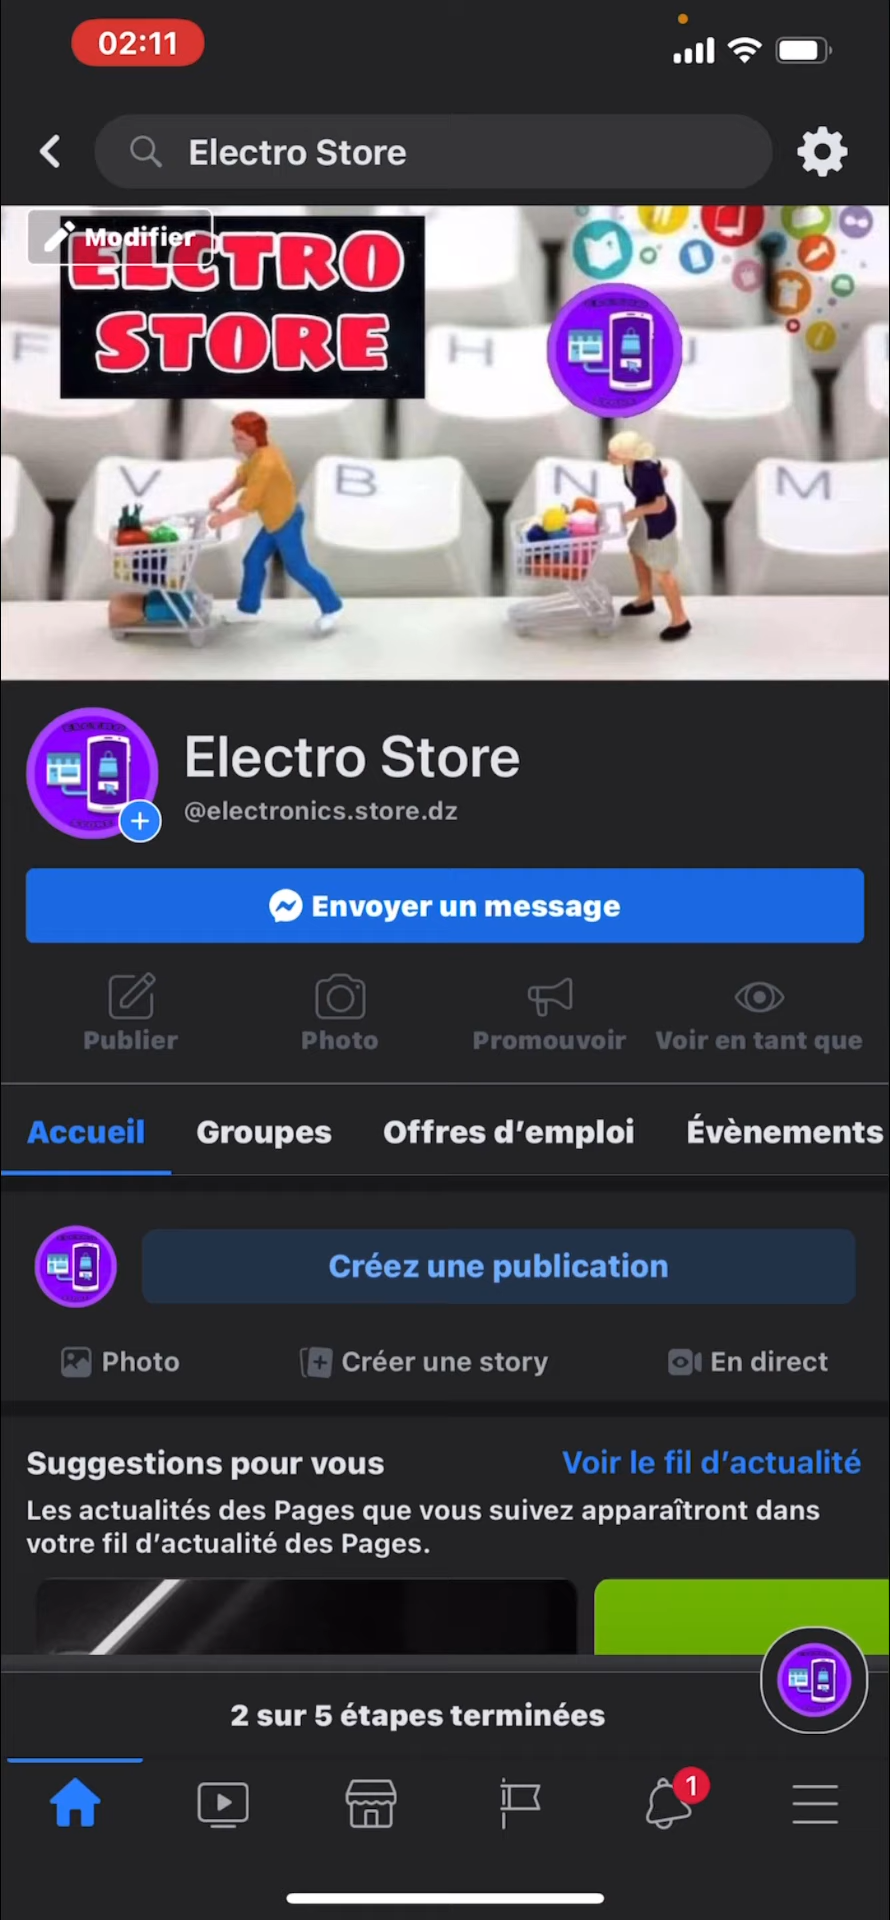 02:11
Electro Store
Modifier
ELCTRO
STORE
F
H
J
V
B
N
M
Electro Store
@electronics.store.dz
Envoyer un message
Publier
Photo
Promouvoir
Voir en tant que
Accueil
Groupes
Offres d'emploi
Évènements
Créez une publication
Photo
Créer une story
En direct
Suggestions pour vous
Voir le fil d'actualité
Les actualités des Pages que vous suivez apparaîtront dans
votre fil d'actualité des Pages.
2 sur 5 étapes terminées
1